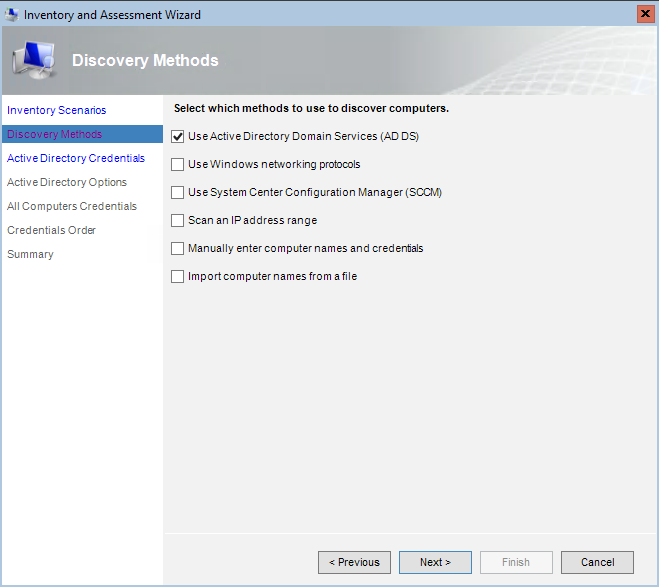 Inventory and Assessment Wizard
Discovery Methods
Inventory Scenarios
Discovery Methods
Active Directory Credentials
Active Directory Options
All Computers Credentials
Credentials Order
Summary
Select which methods to use to discover computers.
Use Active Directory Domain Services (AD DS)
Use Windows networking protocols
Use System Center Configuration Manager (SCCM)
Scan an IP address range
Manually enter computer names and credentials
Import computer names from a file
< Previous
Next >
Finish
Cancel